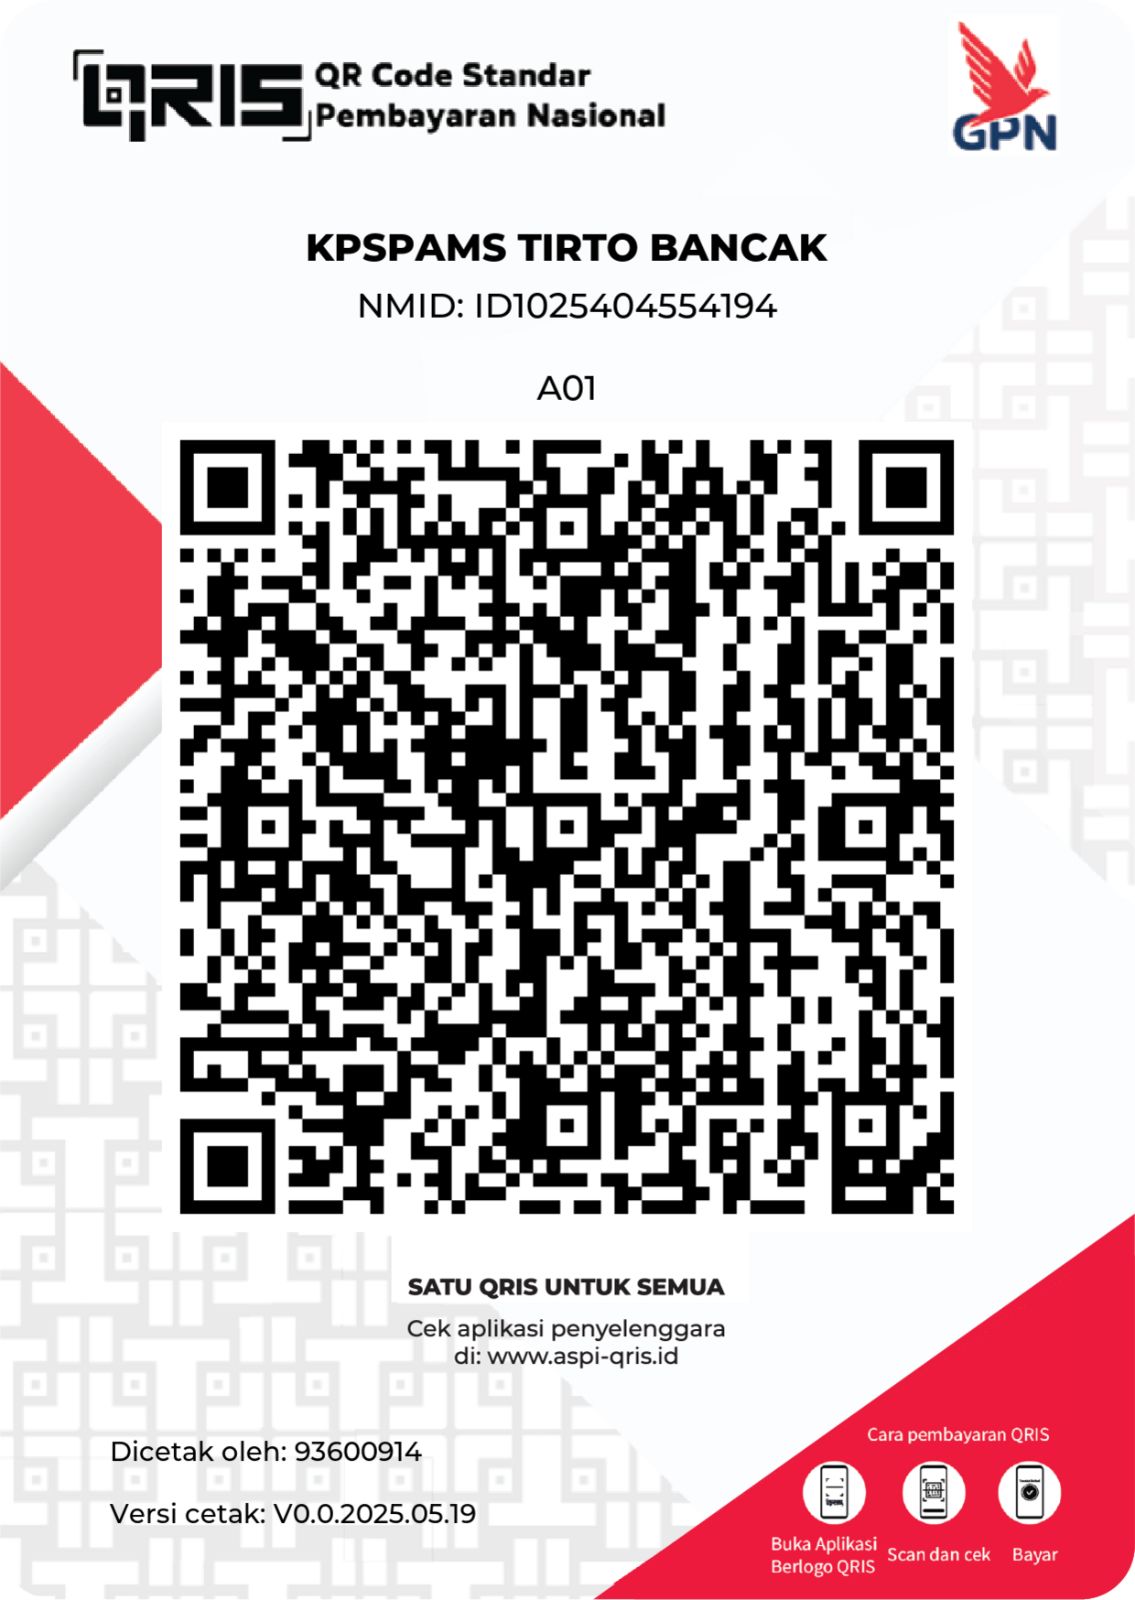 QRIS QR Code Standar
Pembayaran Nasional
GPN
KPSPAMS TIRTO BANCAK
NMID: ID1025404554194
A01
SATU QRIS UNTUK SEMUA
Cek aplikasi penyelenggara
di: www.aspi-qris.id
Dicetak oleh: 93600914
Versi cetak: V0.0.2025.05.19
Cara pembayaran QRIS
Buka Aplikasi
Berlogo QRIS
Scan dan cek
Bayar